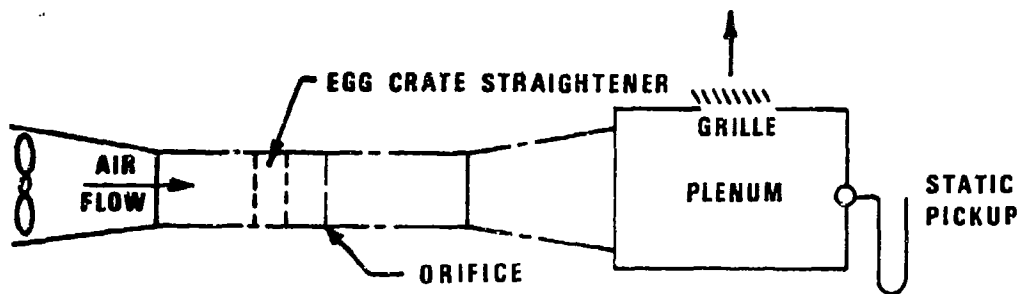 EGG CRATE STRAIGHTENER
GRILLE
AIR
FLOW
PLENUM
STATIC
PICKUP
ORIFICE